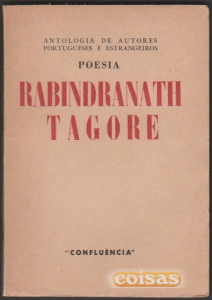 ANTOLOGIA DE AUTORES
PORTUGUESES E ESTRANGEIROS
POESIA
RABINDRANATH
TAGORE
"CONFLUÊNCIA"
coisas